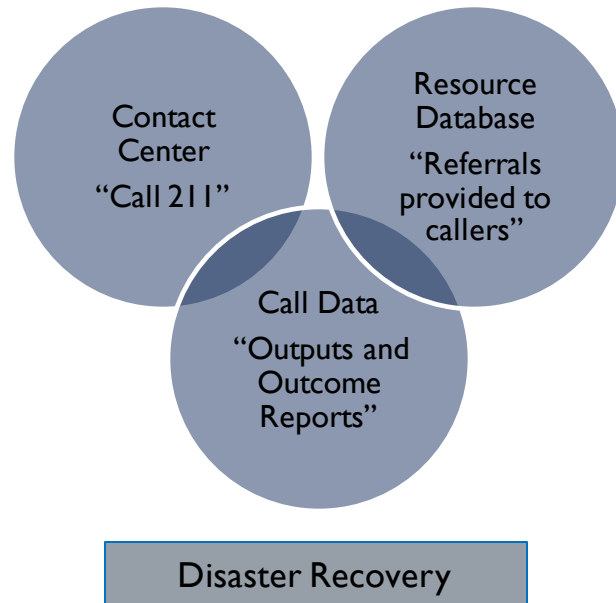 Contact
Center
“Call 211”
Resource
Database
“Referrals
provided to
callers”
Call Data
“Outputs and
Outcome
Reports”
Disaster Recovery